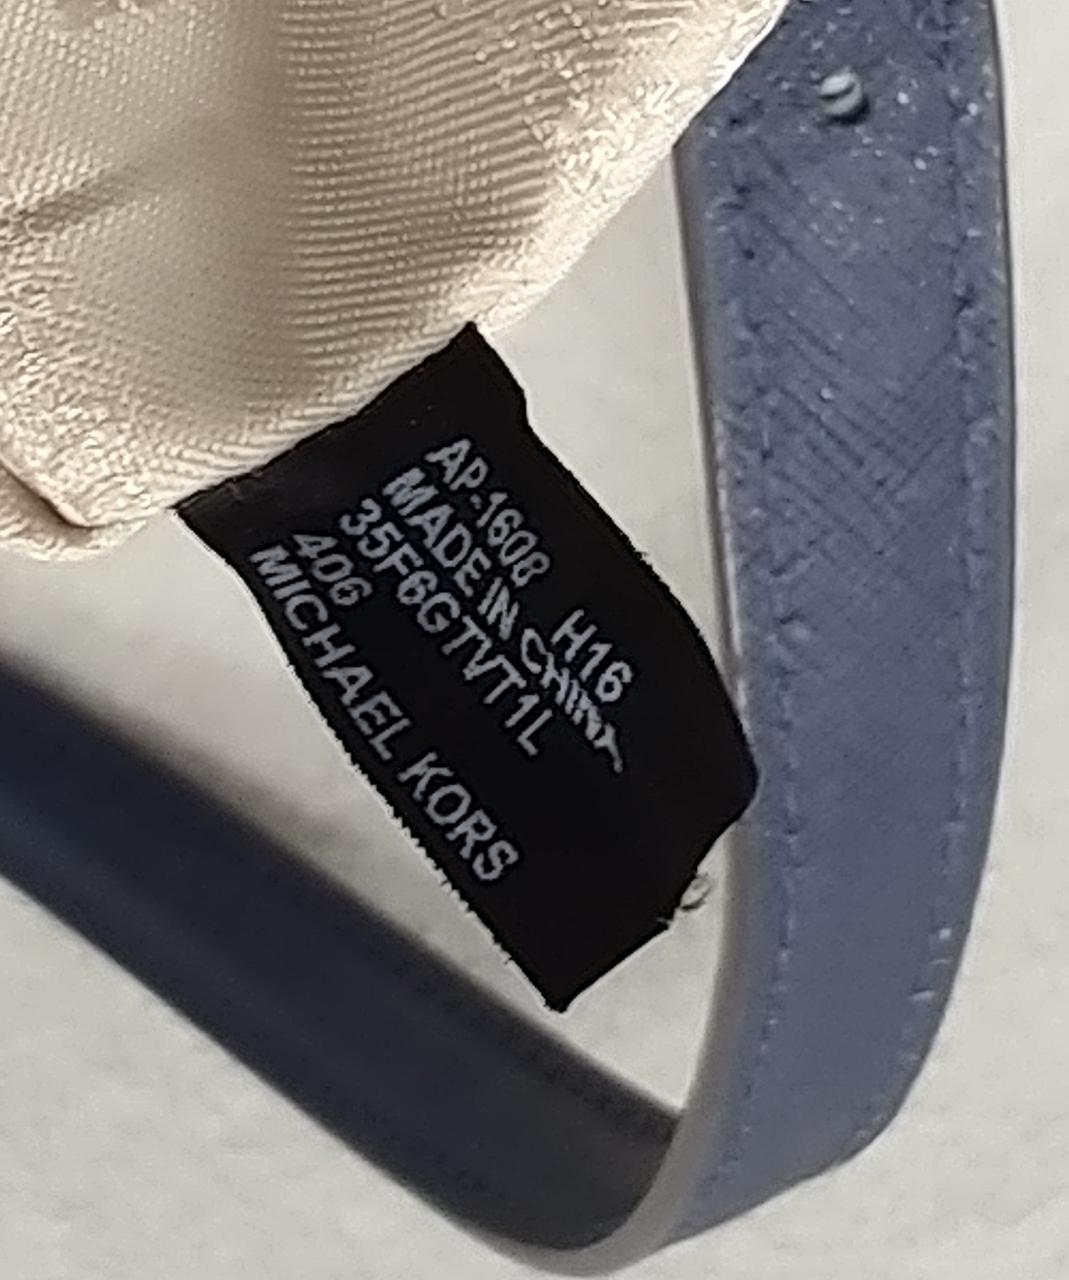 AP-1608 H16
MADE IN CHINA
35F6GTVT1L
406
MICHAEL KORS